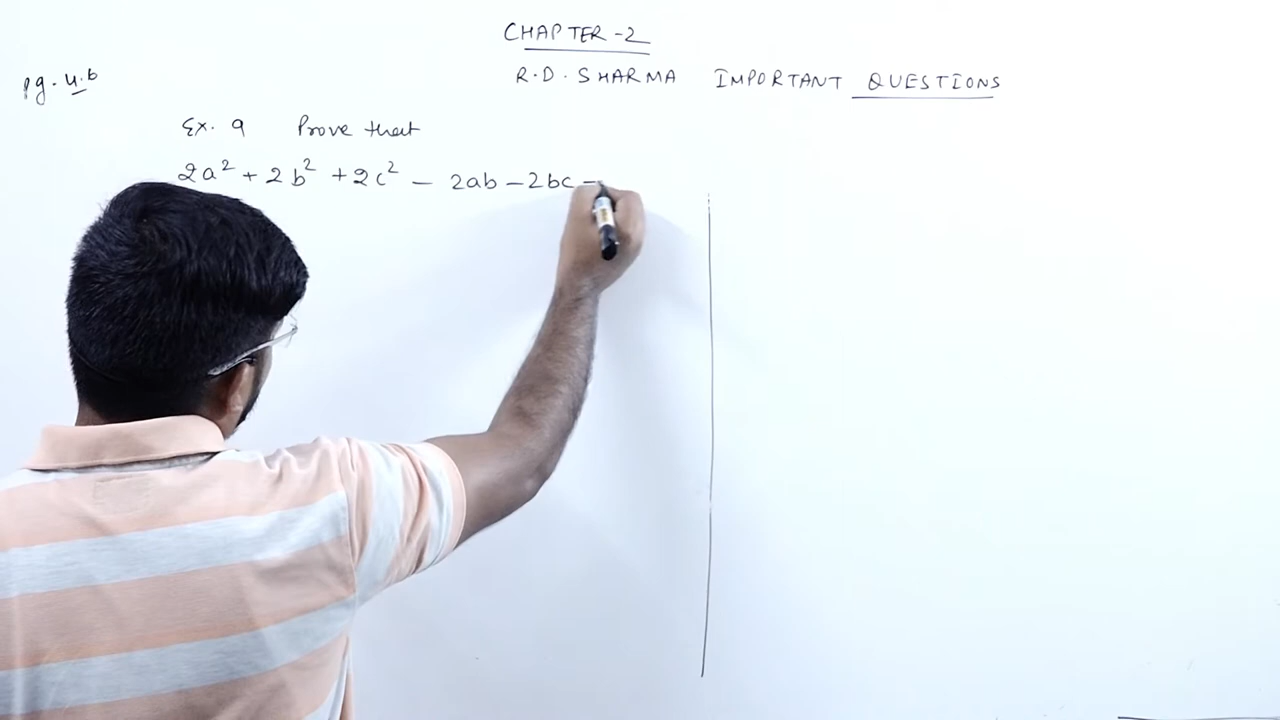 CHAPTER-2
R.D. SHARMA IMPORTANT QUESTIONS
pg. 4.6
Ex. 9 Prove that
2a² + 2b² + 2c² - 2ab - 2bc -